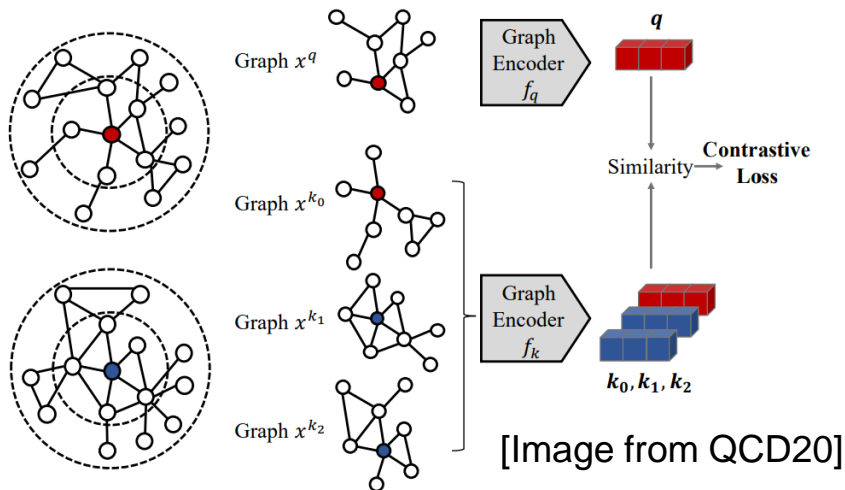 Graph x^q
Graph
Encoder
f_q
q
Similarity
Contrastive
Loss
Graph x^{k_0}
Graph x^{k_1}
Graph x^{k_2}
Graph
Encoder
f_k
k_0, k_1, k_2
[Image from QCD20]